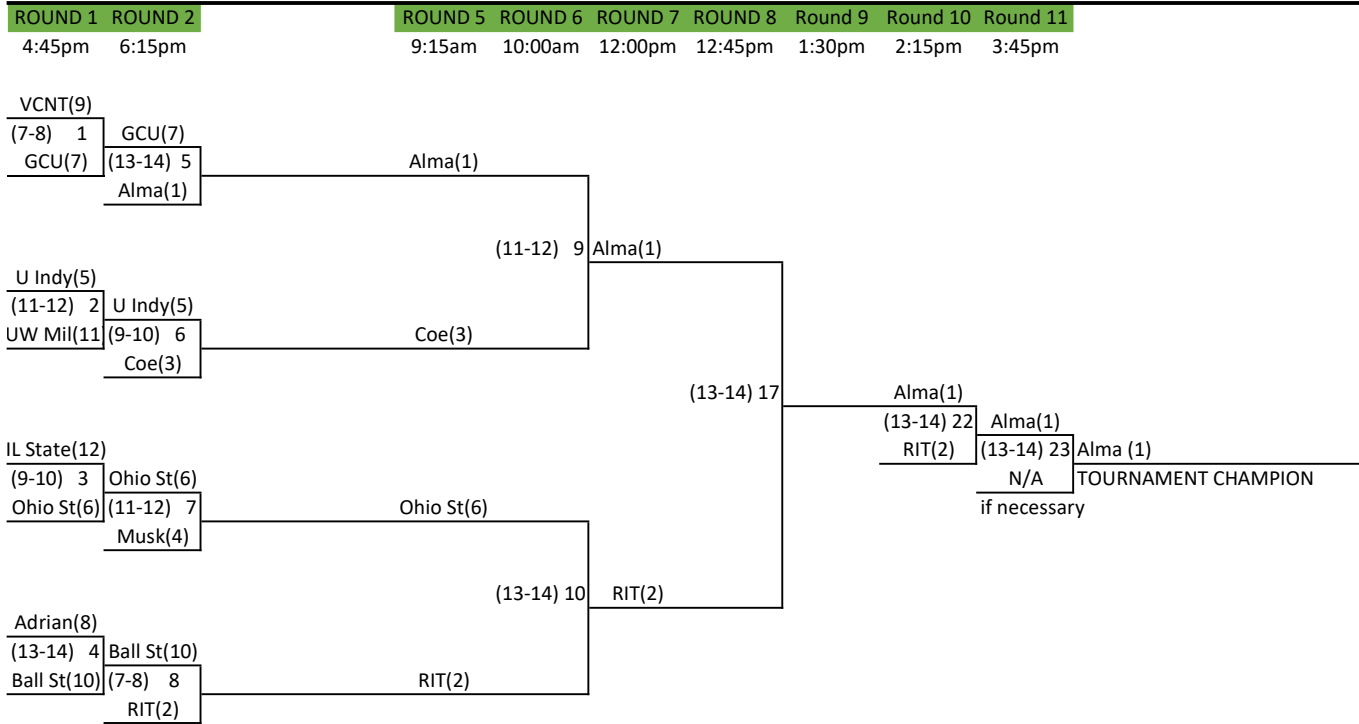 ROUND 1 ROUND 2 ROUND 5 ROUND 6 ROUND 7 ROUND 8 Round 9 Round 10 Round 11
4:45pm 6:15pm 9:15am 10:00am 12:00pm 12:45pm 1:30pm 2:15pm 3:45pm
VCNT(9)
(7-8) 1 GCU(7)
GCU(7) (13-14) 5 Alma(1)
Alma(1)
(11-12) 9 Alma(1)
U Indy(5)
(11-12) 2 U Indy(5)
UW Mil(11) (9-10) 6 Coe(3)
Coe(3)
(13-14) 17 Alma(1)
(13-14) 22 Alma(1)
IL State(12) RIT(2) (13-14) 23 Alma (1)
(9-10) 3 Ohio St(6) N/A TOURNAMENT CHAMPION
Ohio St(6) (11-12) 7 Ohio St(6) if necessary
Musk(4)
(13-14) 10 RIT(2)
Adrian(8)
(13-14) 4 Ball St(10)
Ball St(10) (7-8) 8 RIT(2)
RIT(2)